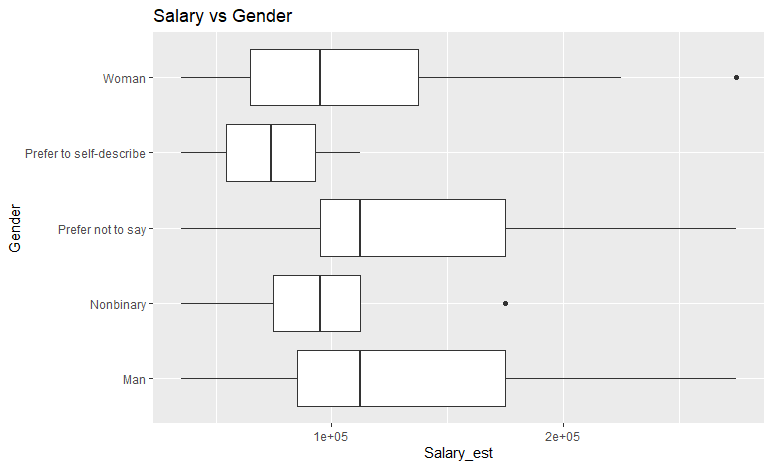 Salary vs Gender
Woman
Prefer to self-describe
Prefer not to say
Nonbinary
Man
Gender
1e+05 2e+05
Salary_est